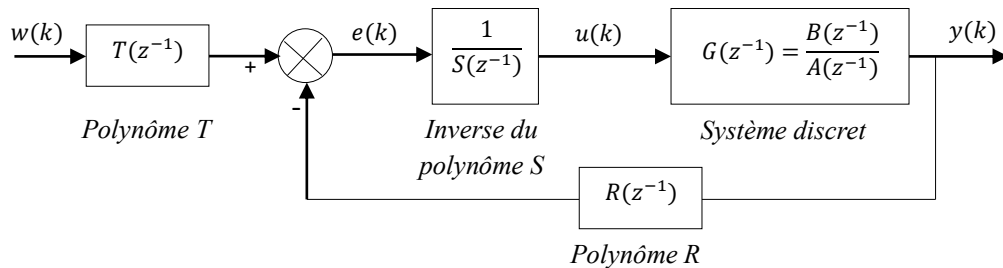 w(k)
T(z⁻¹)
+
-
e(k)
1
S(z⁻¹)
u(k)
G(z⁻¹) = B(z⁻¹)
A(z⁻¹)
y(k)
Polynôme T
Inverse du
polynôme S
Système discret
R(z⁻¹)
Polynôme R